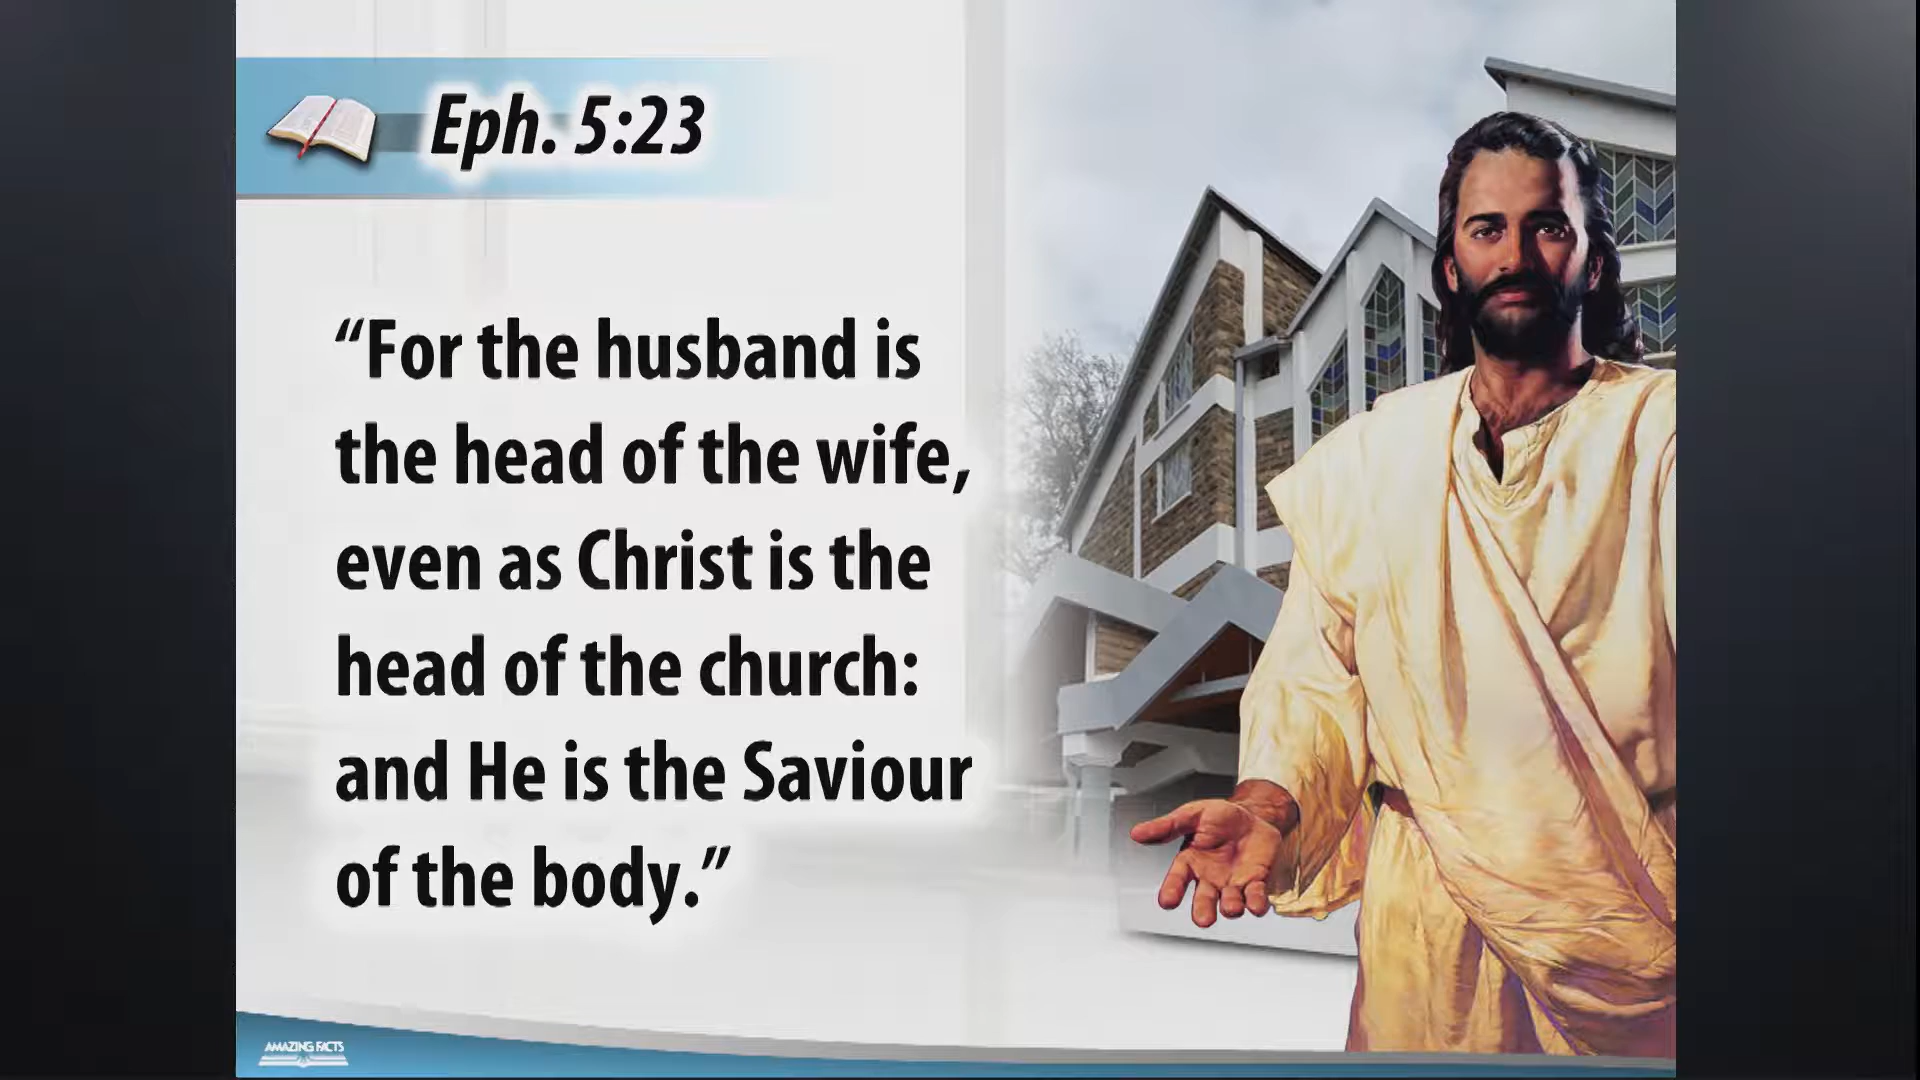 Eph. 5:23
“For the husband is
the head of the wife,
even as Christ is the
head of the church:
and He is the Saviour
of the body.”
AMAZING FACTS